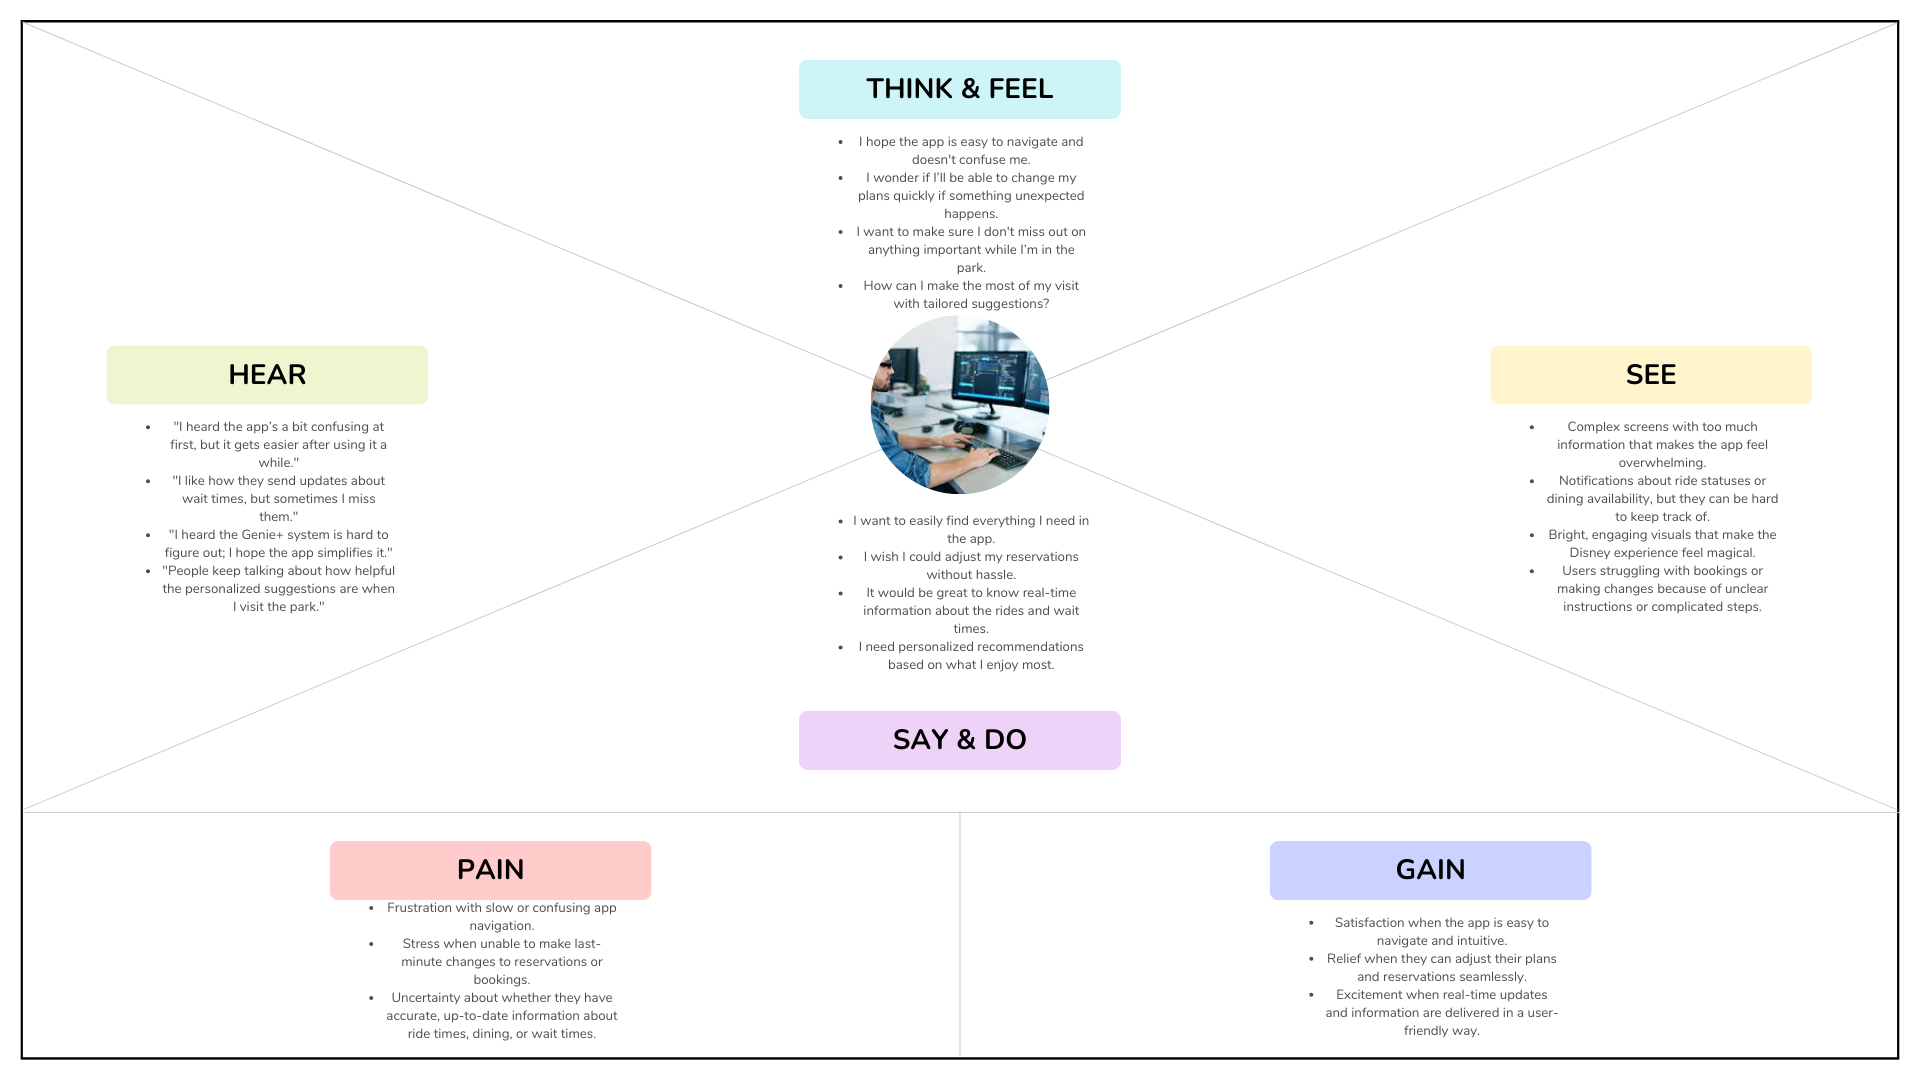 THINK & FEEL
• I hope the app is easy to navigate and
doesn't confuse me.
• I wonder if I'll be able to change my
plans quickly if something unexpected
happens.
• I want to make sure I don't miss out on
anything important while I'm in the
park.
• How can I make the most of my visit
with tailored suggestions?
HEAR
• "I heard the app's a bit confusing at
first, but it gets easier after using it a
while."
• "I like how they send updates about
wait times, but sometimes I miss
them."
• "I heard the Genie+ system is hard to
figure out; I hope the app simplifies it."
• "People keep talking about how helpful
the personalized suggestions are when
I visit the park."
SEE
• Complex screens with too much
information that makes the app feel
overwhelming.
• Notifications about ride statuses or
dining availability, but they can be hard
to keep track of.
• Bright, engaging visuals that make the
Disney experience feel magical.
• Users struggling with bookings or
making changes because of unclear
instructions or complicated steps.
• I want to easily find everything I need in
the app.
• I wish I could adjust my reservations
without hassle.
• It would be great to know real-time
information about the rides and wait
times.
• I need personalized recommendations
based on what I enjoy most.
SAY & DO
PAIN
• Frustration with slow or confusing app
navigation.
• Stress when unable to make last-
minute changes to reservations or
bookings.
• Uncertainty about whether they have
accurate, up-to-date information about
ride times, dining, or wait times.
GAIN
• Satisfaction when the app is easy to
navigate and intuitive.
• Relief when they can adjust their plans
and reservations seamlessly.
• Excitement when real-time updates
and information are delivered in a user-
friendly way.